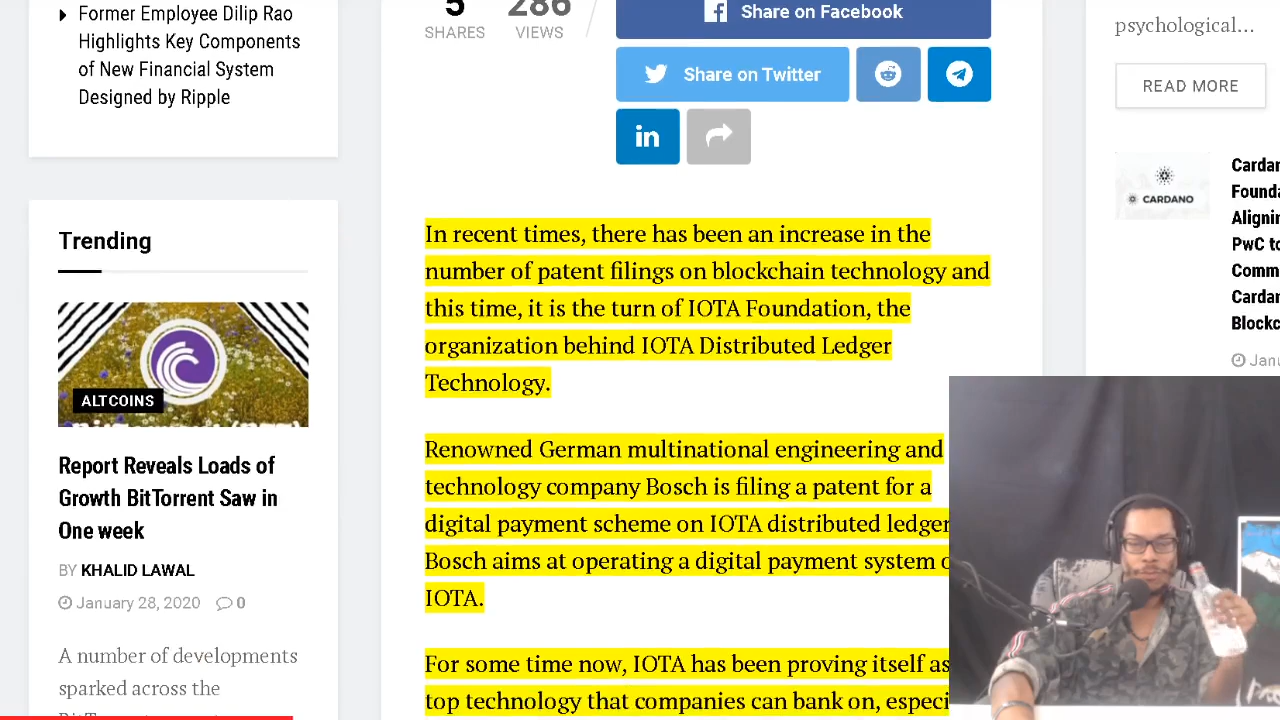 Former Employee Dilip Rao
Highlights Key Components
of New Financial System
Designed by Ripple
Trending
ALTCOINS
Report Reveals Loads of
Growth BitTorrent Saw in
One week
BY KHALID LAWAL
January 28, 2020 0
A number of developments
sparked across the
5
SHARES
286
VIEWS
Share on Facebook
Share on Twitter
in
In recent times, there has been an increase in the
number of patent filings on blockchain technology and
this time, it is the turn of IOTA Foundation, the
organization behind IOTA Distributed Ledger
Technology.
Renowned German multinational engineering and
technology company Bosch is filing a patent for a
digital payment scheme on IOTA distributed ledger
Bosch aims at operating a digital payment system
IOTA.
For some time now, IOTA has been proving itself as
top technology that companies can bank on, especi
psychological...
READ MORE
CARDANO
Cardan
Founda
Aligni
PwC to
Comm
Cardan
Blockc
Janu